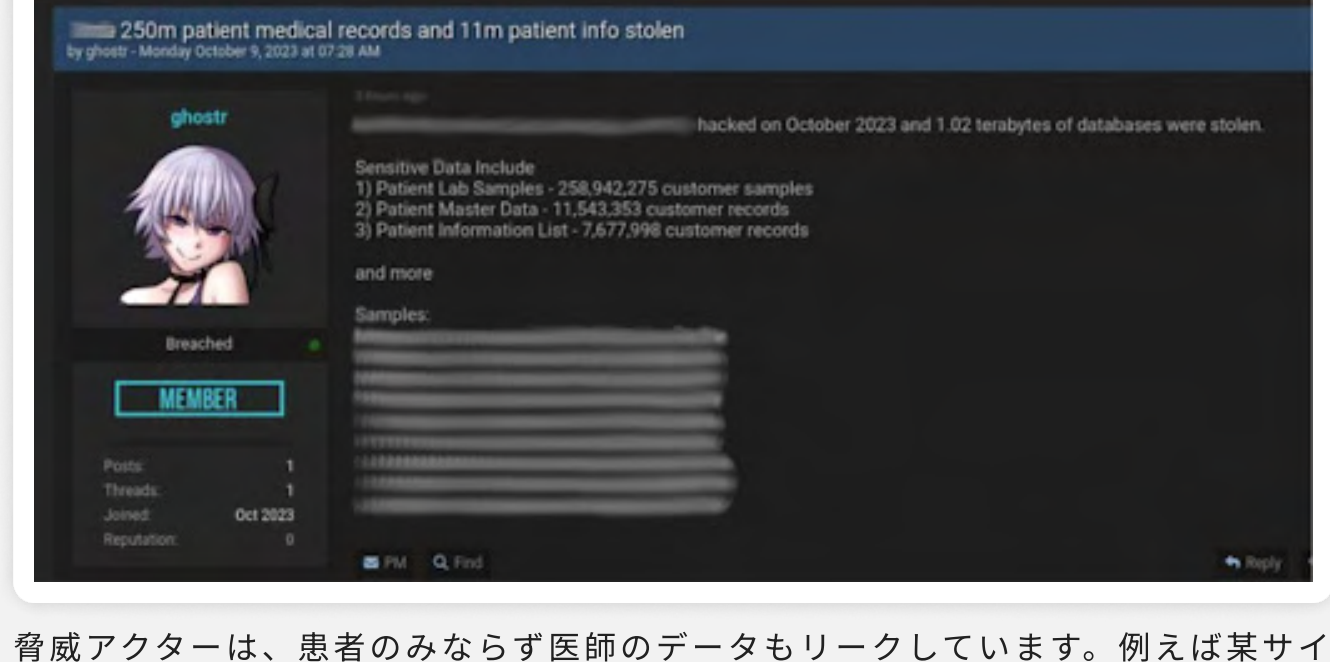 250m patient medical records and 11m patient info stolen
by ghostr - Monday October 9, 2023 at 07:28 AM
ghostr
Breached
MEMBER
Posts: 1
Threads: 1
Joined: Oct 2023
Reputation: 0
hours ago
hacked on October 2023 and 1.02 terabytes of databases were stolen.
Sensitive Data Include
1) Patient Lab Samples - 258,942,275 customer samples
2) Patient Master Data - 11,543,353 customer records
3) Patient Information List - 7,677,998 customer records
and more
Samples:
PM Find Reply
脅威アクターは、患者のみならず医師のデータもリークしています。例えば某サイ